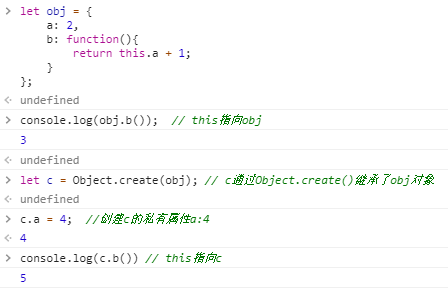 > let obj = {
a: 2,
b: function(){
return this.a + 1;
}
};
<· undefined
> console.log(obj.b());  // this指向obj
3
<· undefined
> let c = Object.create(obj); // c通过Object.create()继承了obj对象
<· undefined
> c.a = 4;  //创建c的私有属性a:4
<· 4
> console.log(c.b()) // this指向c
5